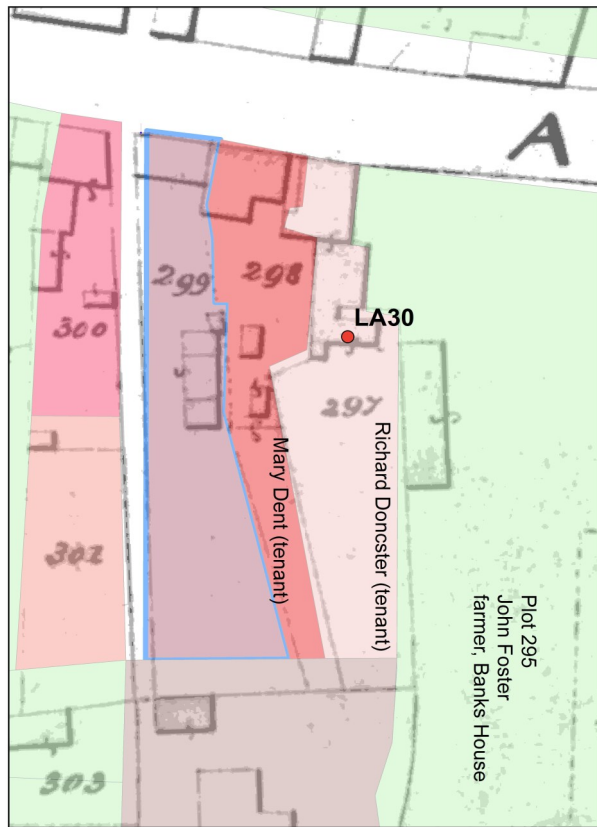 A
299
298
300
LA30
297
Richard Doncster (tenant)
Mary Dent (tenant)
302
Plot 295
John Foster
farmer, Banks House
303